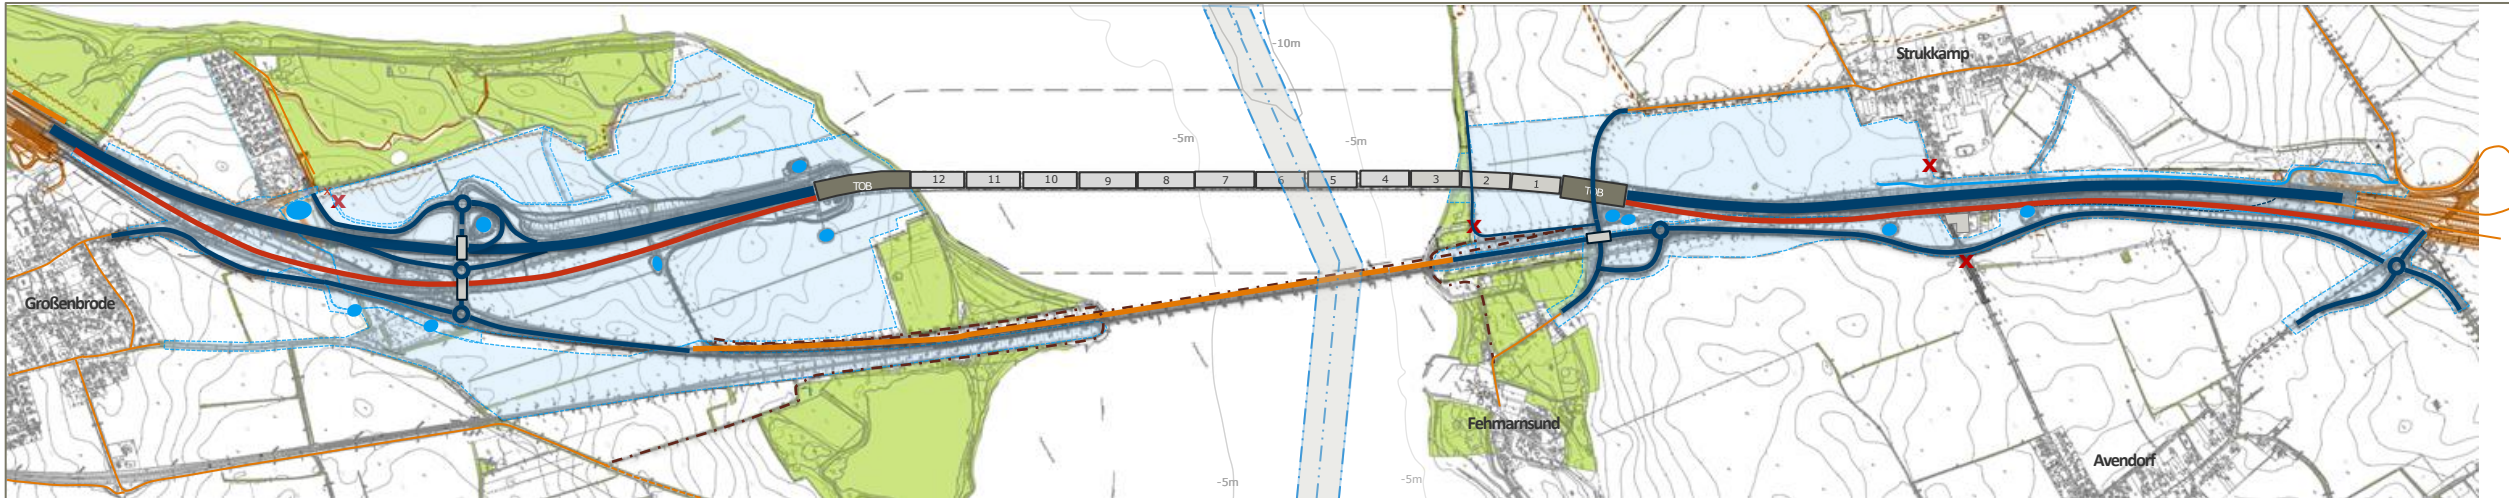 -10m
Strukkamp
-5m
-5m
TOB
12
11
10
9
8
7
6
5
4
3
2
1
TOB
x
x
x
x
x
Großenbrode
Fehmarnsund
Avendorf
-5m
-5m